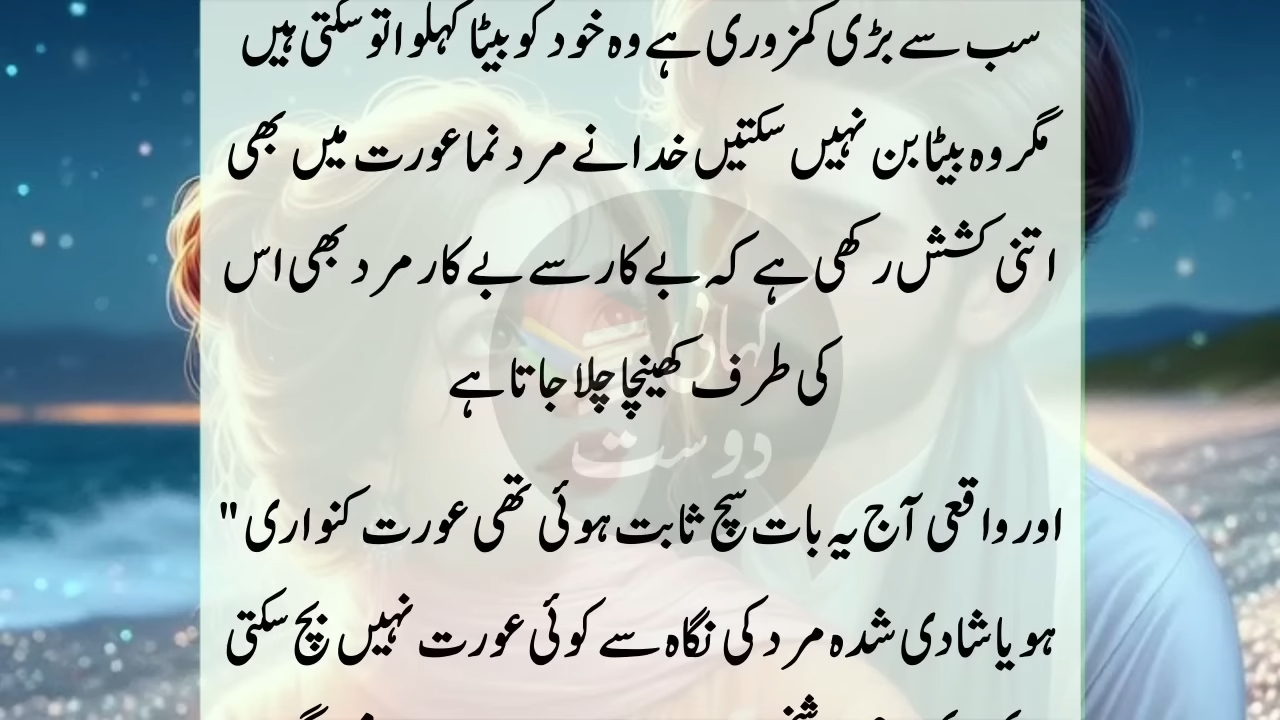 سب سے بڑی کمزوری ہے وہ خود کو بیٹا کہلوا تو سکتی ہیں
مگر وہ بیٹا بن نہیں سکتیں خدا نے مرد نما عورت میں بھی
اتنی کشش رکھی ہے کہ بے کار سے بے کار مرد بھی اس
کی طرف کھینچا چلا جاتا ہے
کہانی
دوست
اور واقعی آج یہ بات سچ ثابت ہوئی تھی عورت کنواری "
ہو یا شادی شدہ مرد کی نگاہ سے کوئی عورت نہیں بچ سکتی